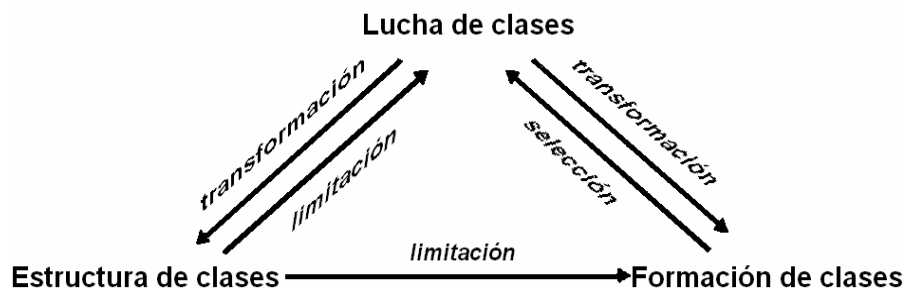 Lucha de clases
transformación
limitación
transformación
selección
limitación
Estructura de clases
Formación de clases